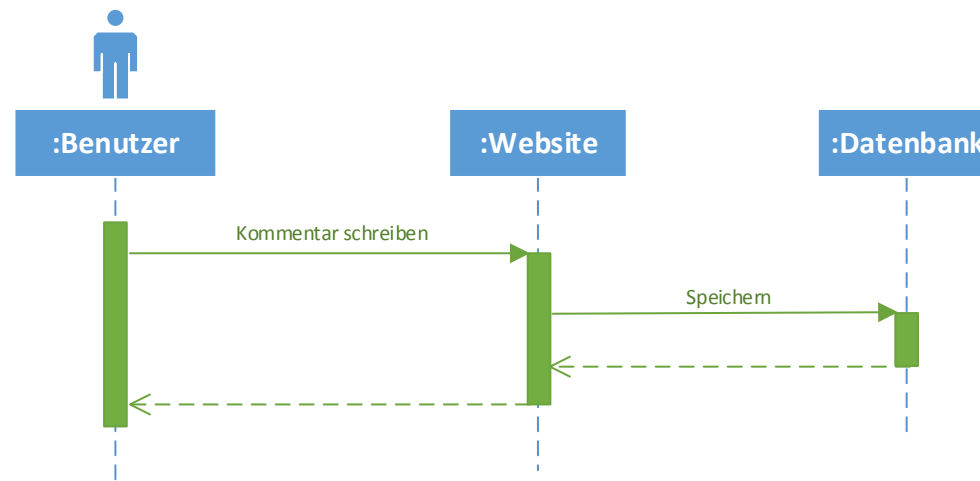 :Benutzer
:Website
:Datenbank
Kommentar schreiben
Speichern